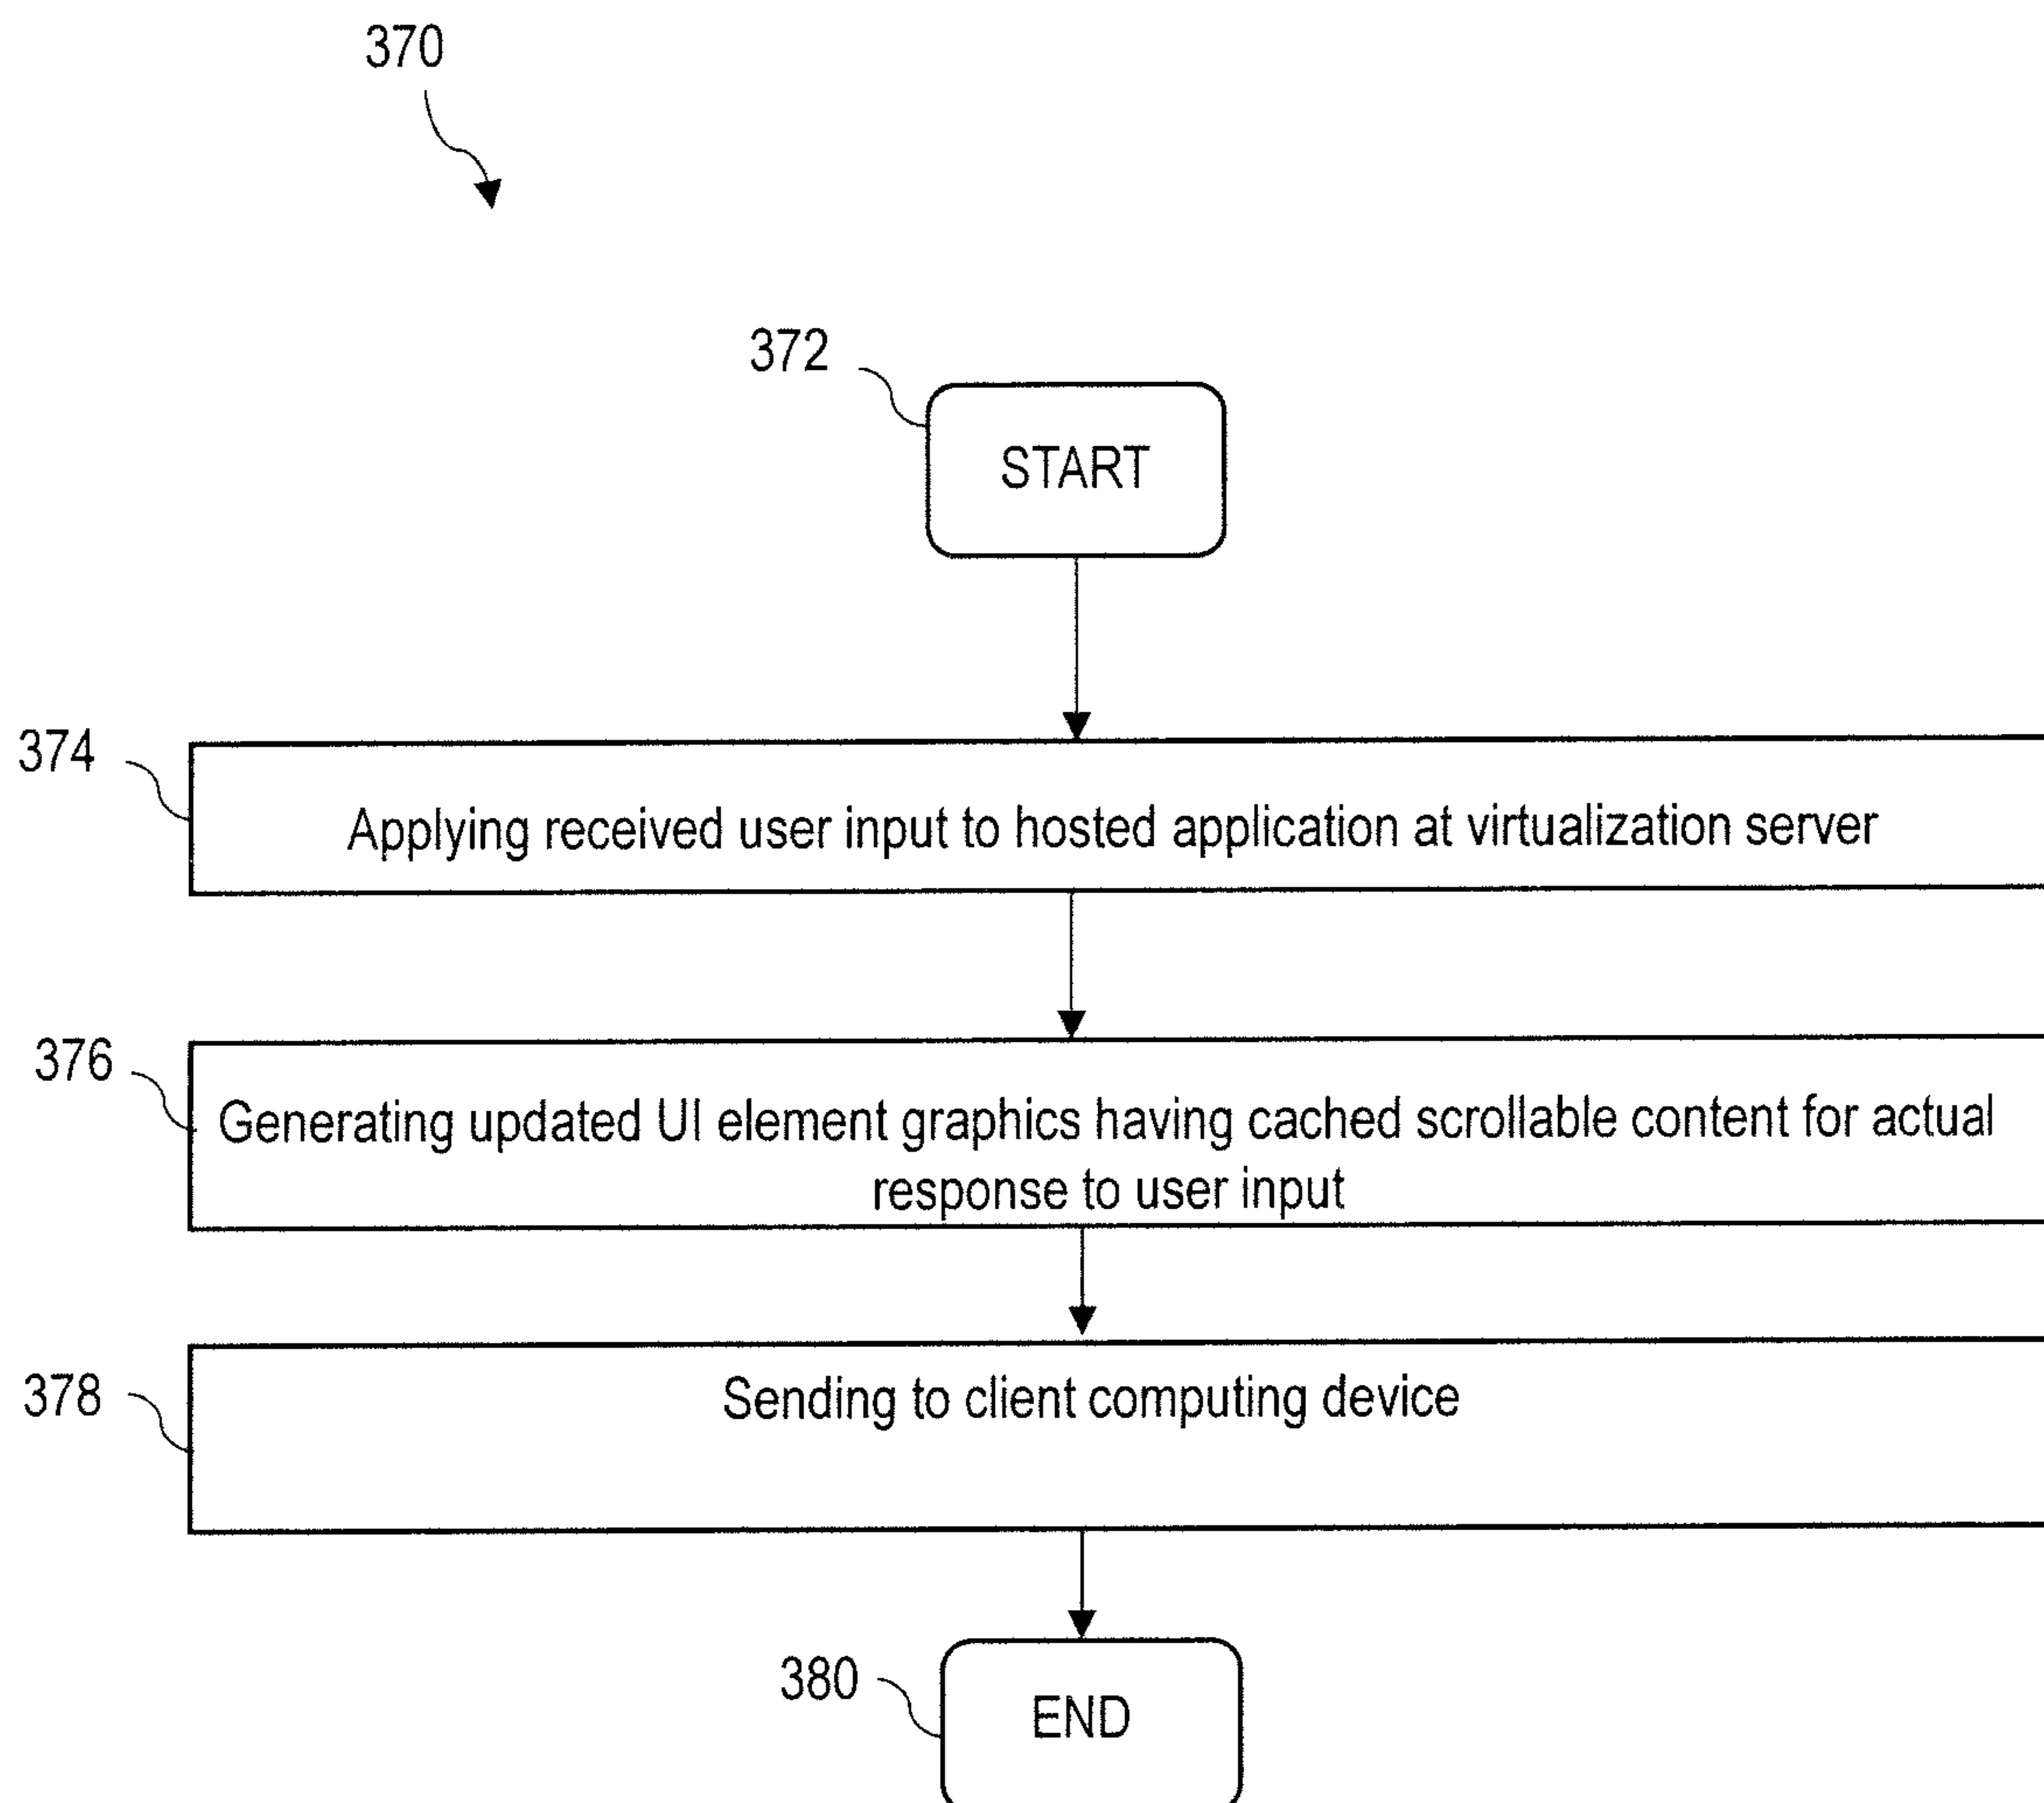 370
372
START
374
Applying received user input to hosted application at virtualization server
376
Generating updated UI element graphics having cached scrollable content for actual
response to user input
378
Sending to client computing device
380
END